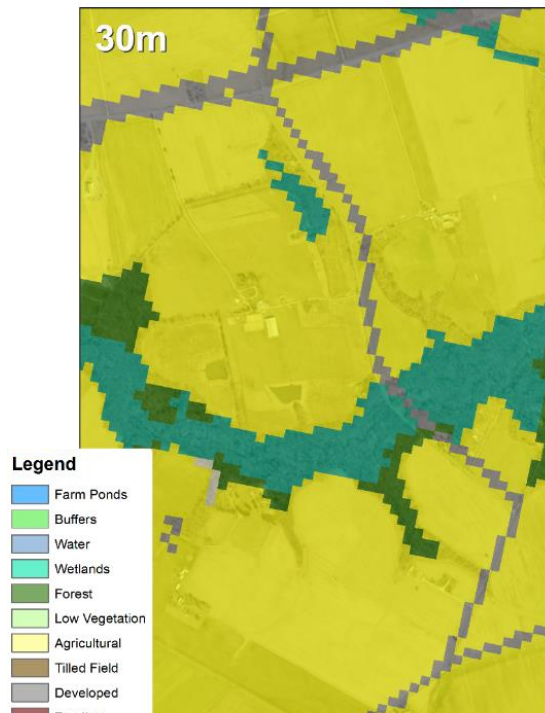 30m
Legend
Farm Ponds
Buffers
Water
Wetlands
Forest
Low Vegetation
Agricultural
Tilled Field
Developed